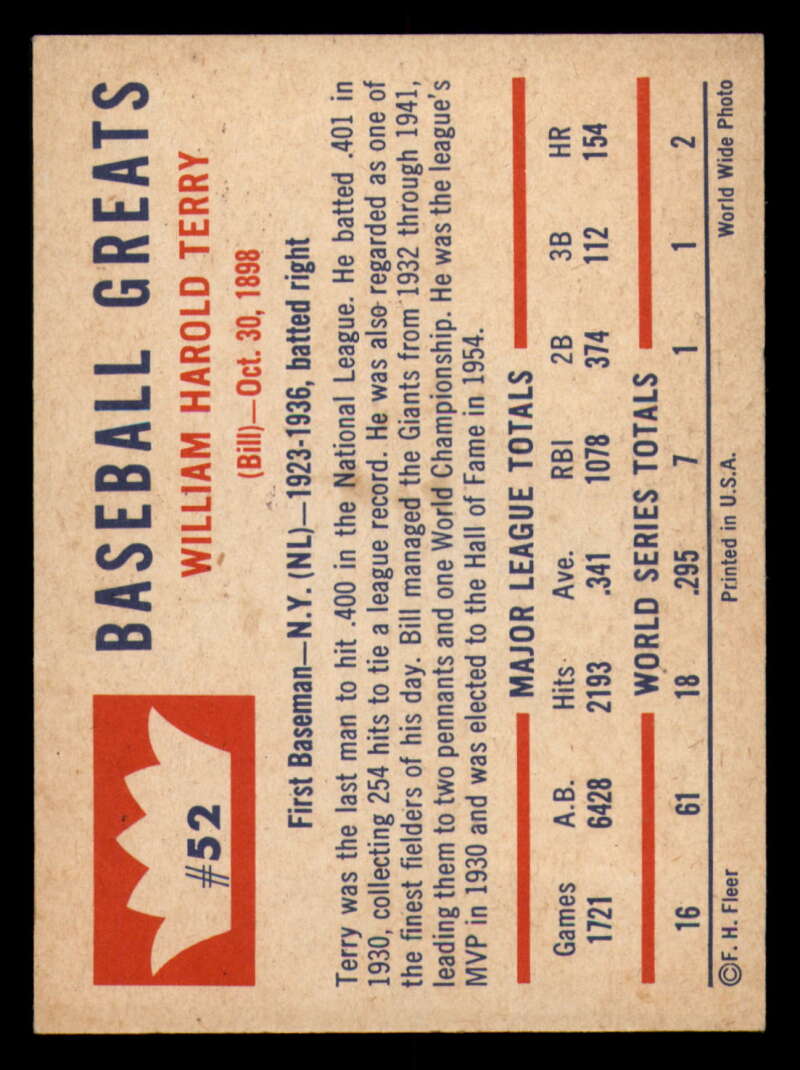 #52
BASEBALL GREATS
WILLIAM HAROLD TERRY
(Bill)—Oct. 30, 1898
First Baseman—N.Y. (NL)—1923-1936, batted right
Terry was the last man to hit .400 in the National League. He batted .401 in
1930, collecting 254 hits to tie a league record. He was also regarded as one of
the finest fielders of his day. Bill managed the Giants from 1932 through 1941,
leading them to two pennants and one World Championship. He was the league's
MVP in 1930 and was elected to the Hall of Fame in 1954.
MAJOR LEAGUE TOTALS
Games A.B. Hits Ave. RBI 2B 3B HR
1721 6428 2193 .341 1078 374 112 154
WORLD SERIES TOTALS
16 61 18 .295 7 1 1 2
©F. H. Fleer Printed in U.S.A. World Wide Photo